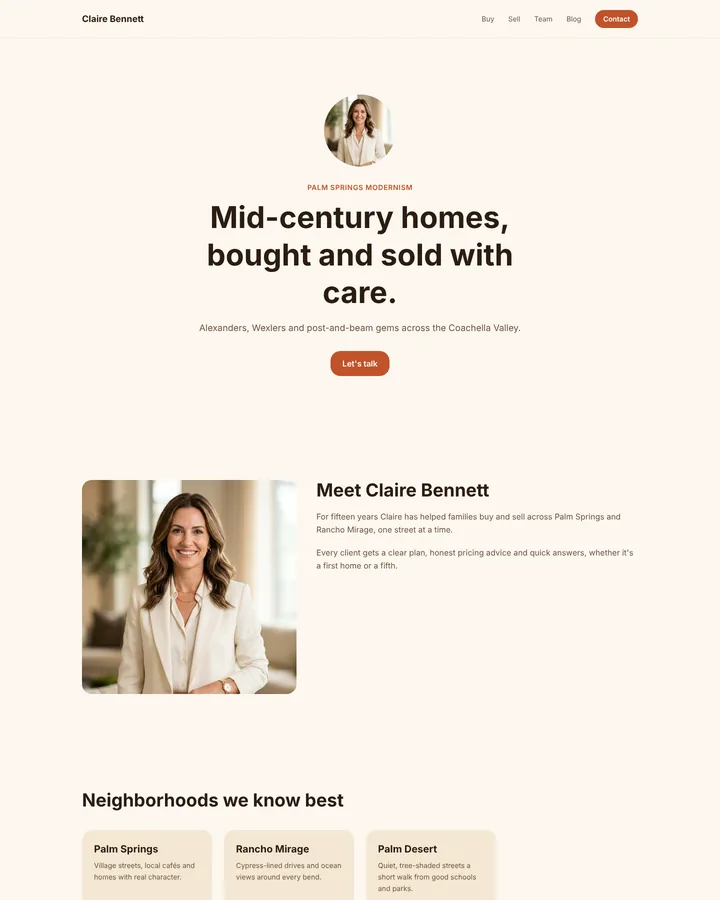 Claire Bennett
Buy Sell Team Blog Contact
PALM SPRINGS MODERNISM
Mid-century homes,
bought and sold with
care.
Alexanders, Wexlers and post-and-beam gems across the Coachella Valley.
Let's talk
Meet Claire Bennett
For fifteen years Claire has helped families buy and sell across Palm Springs and
Rancho Mirage, one street at a time.
Every client gets a clear plan, honest pricing advice and quick answers, whether it's
a first home or a fifth.
Neighborhoods we know best
Palm Springs
Village streets, local cafés and
homes with real character.
Rancho Mirage
Cypress-lined drives and ocean
views around every bend.
Palm Desert
Quiet, tree-shaded streets a
short walk from good schools
and parks.